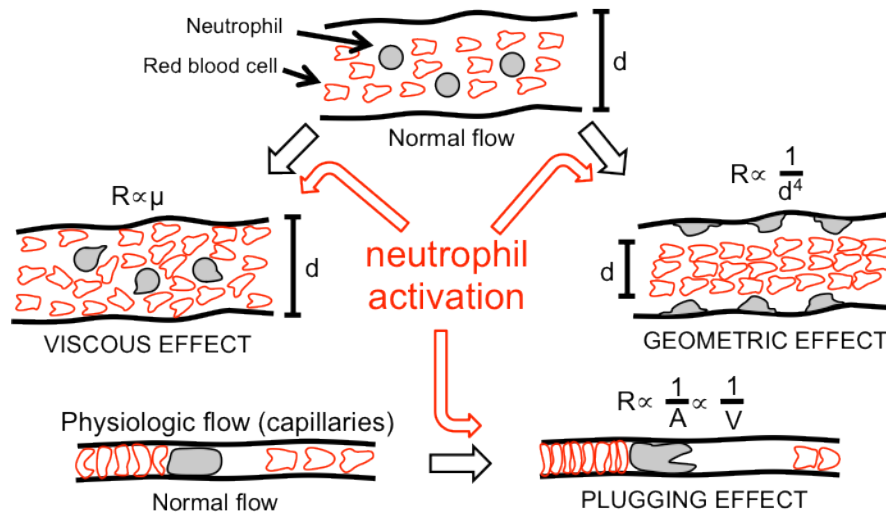 Neutrophil
Red blood cell
d
Normal flow
R∝μ
R∝ 1/d⁴
d
neutrophil
activation
d
VISCOUS EFFECT
GEOMETRIC EFFECT
Physiologic flow (capillaries)
R∝ 1/A ∝ 1/V
Normal flow
PLUGGING EFFECT